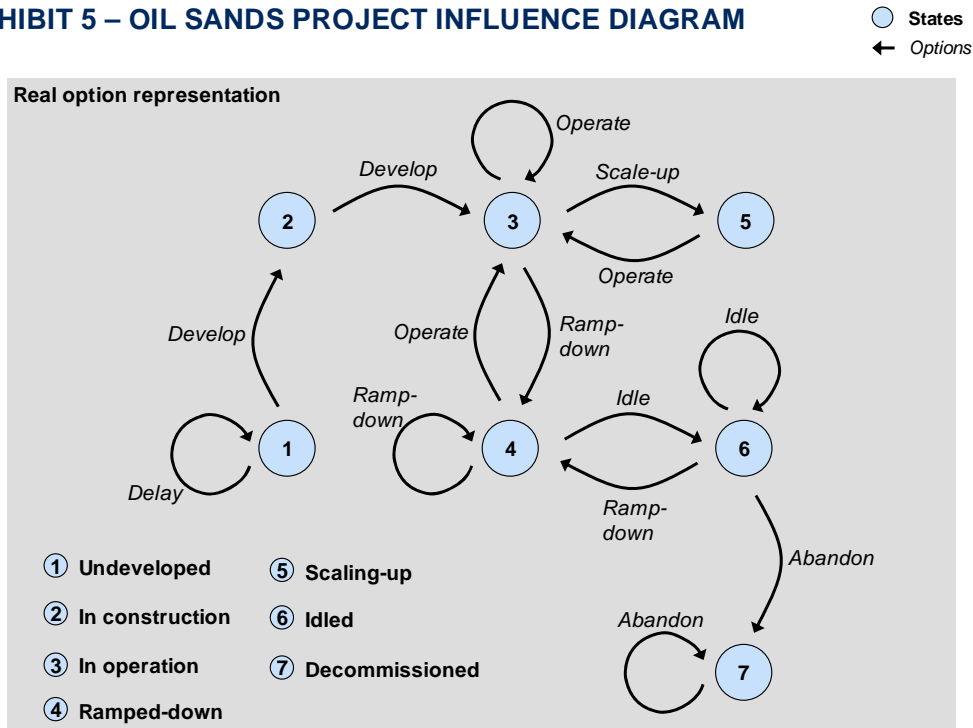 HIBIT 5 – OIL SANDS PROJECT INFLUENCE DIAGRAM
States
Options
Real option representation
Operate
Develop
Scale-up
2
3
5
Operate
Develop
Operate
Ramp-
down
Idle
Ramp-
down
Idle
1
4
6
Delay
Ramp-
down
Abandon
1 Undeveloped
2 In construction
3 In operation
4 Ramped-down
5 Scaling-up
6 Idled
7 Decommissioned
Abandon
7